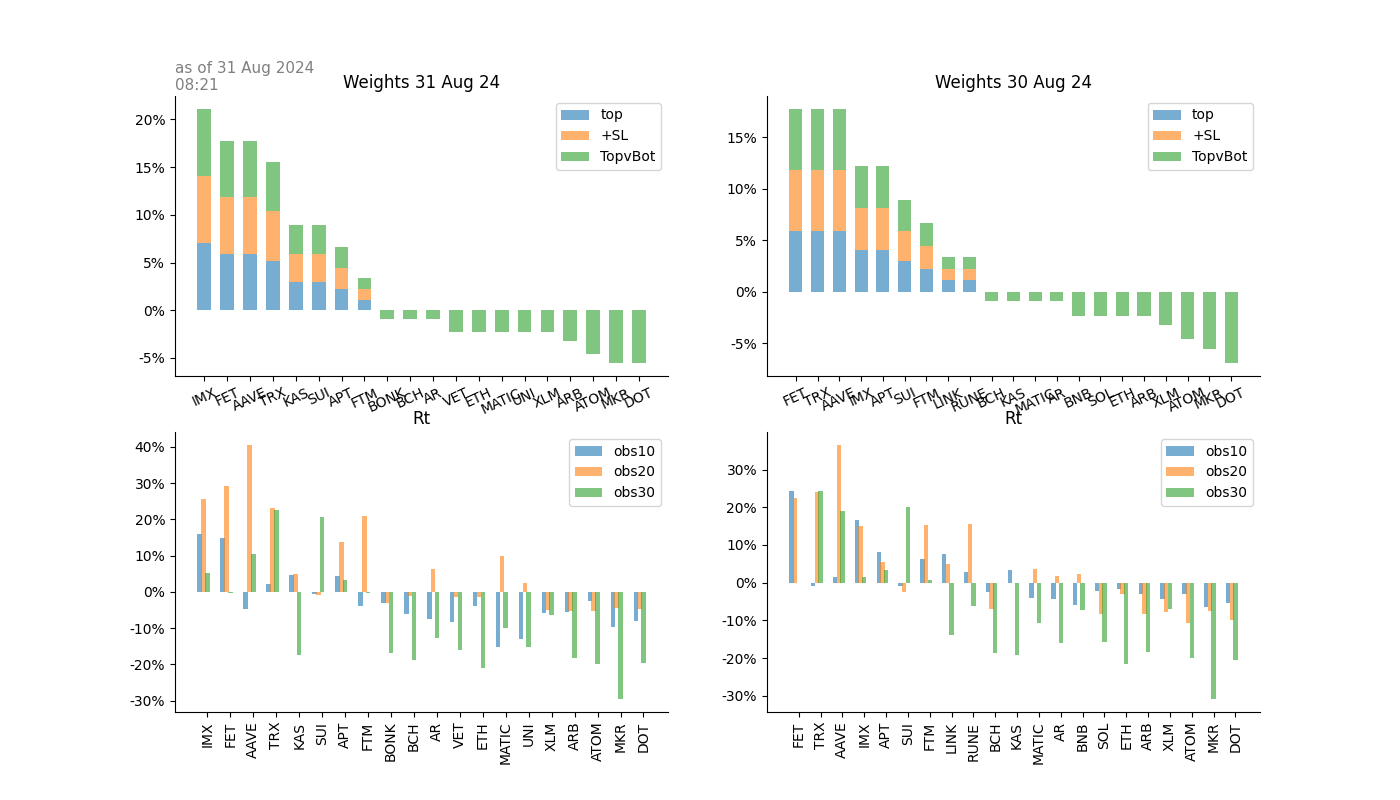 as of 31 Aug 2024
08:21
Weights 31 Aug 24
20%
15%
10%
5%
0%
-5%
top
+SL
TopvBot
IMX FET AAVE TRX KAS SUI APT FTM BONK BCH AR VET ETH MATIC UNI XLM ARB ATOM MKR DOT
Weights 30 Aug 24
15%
10%
5%
0%
-5%
top
+SL
TopvBot
FET TRX AAVE IMX APT SUI FTM LINK RUNE BCH KAS MATIC AR BNB SOL ETH ARB XLM ATOM MKR DOT
Rt
40%
30%
20%
10%
0%
-10%
-20%
-30%
obs10
obs20
obs30
IMX FET AAVE TRX KAS SUI APT FTM BONK BCH AR VET ETH MATIC UNI XLM ARB ATOM MKR DOT
Rt
30%
20%
10%
0%
-10%
-20%
-30%
obs10
obs20
obs30
FET TRX AAVE IMX APT SUI FTM LINK RUNE BCH KAS MATIC AR BNB SOL ETH ARB XLM ATOM MKR DOT